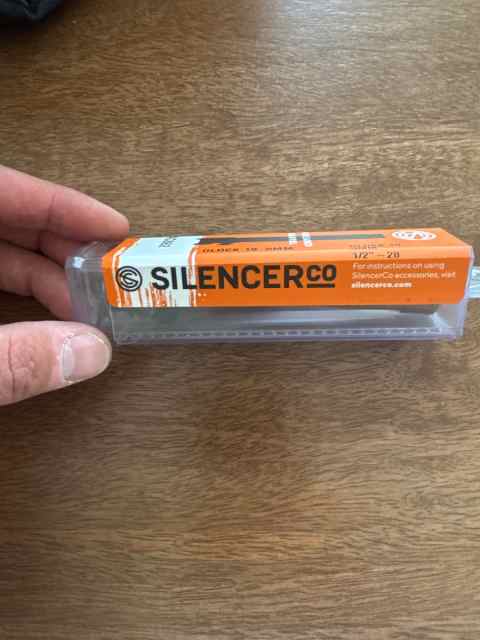 GLOCK 19, 9MM
1/2" - 28
SILENCERCO
For instructions on using
SilencerCo accessories, visit
silencerco.com